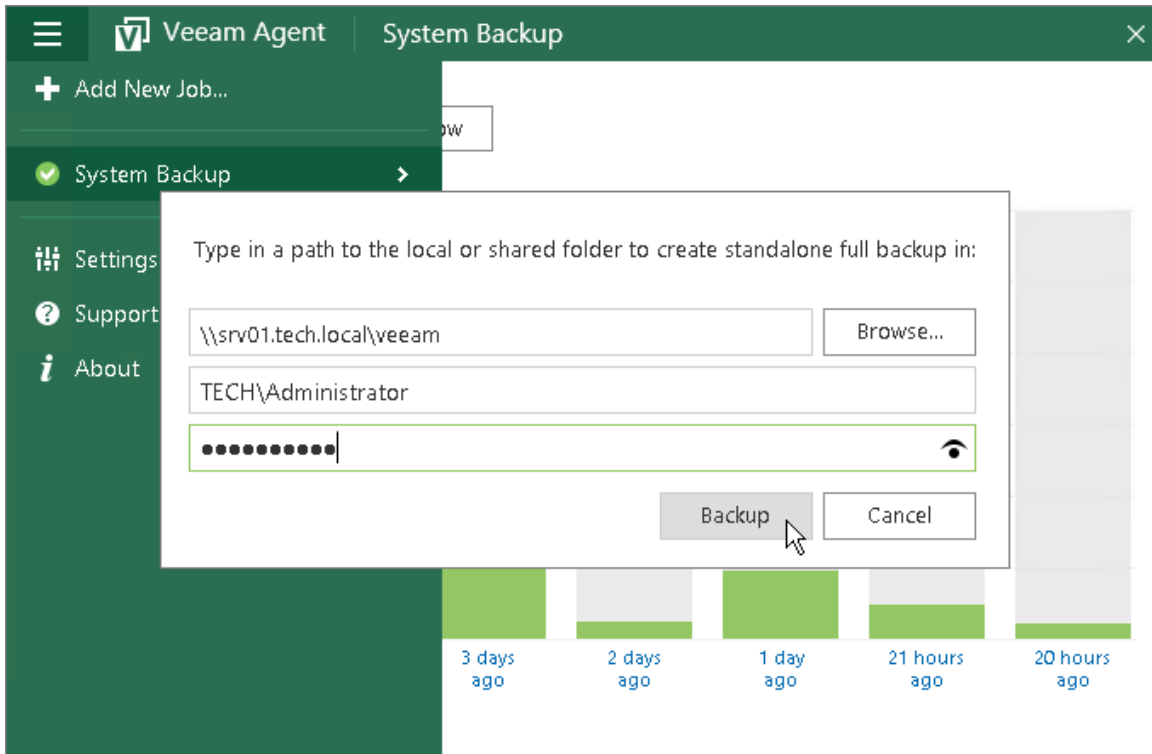 Veeam Agent
System Backup
Add New Job...
System Backup
Settings
Support
About
Type in a path to the local or shared folder to create standalone full backup in:
\\srv01.tech.local\veeam
Browse...
TECH\Administrator
●●●●●●●●●●
Backup
Cancel
3 days ago
2 days ago
1 day ago
21 hours ago
20 hours ago